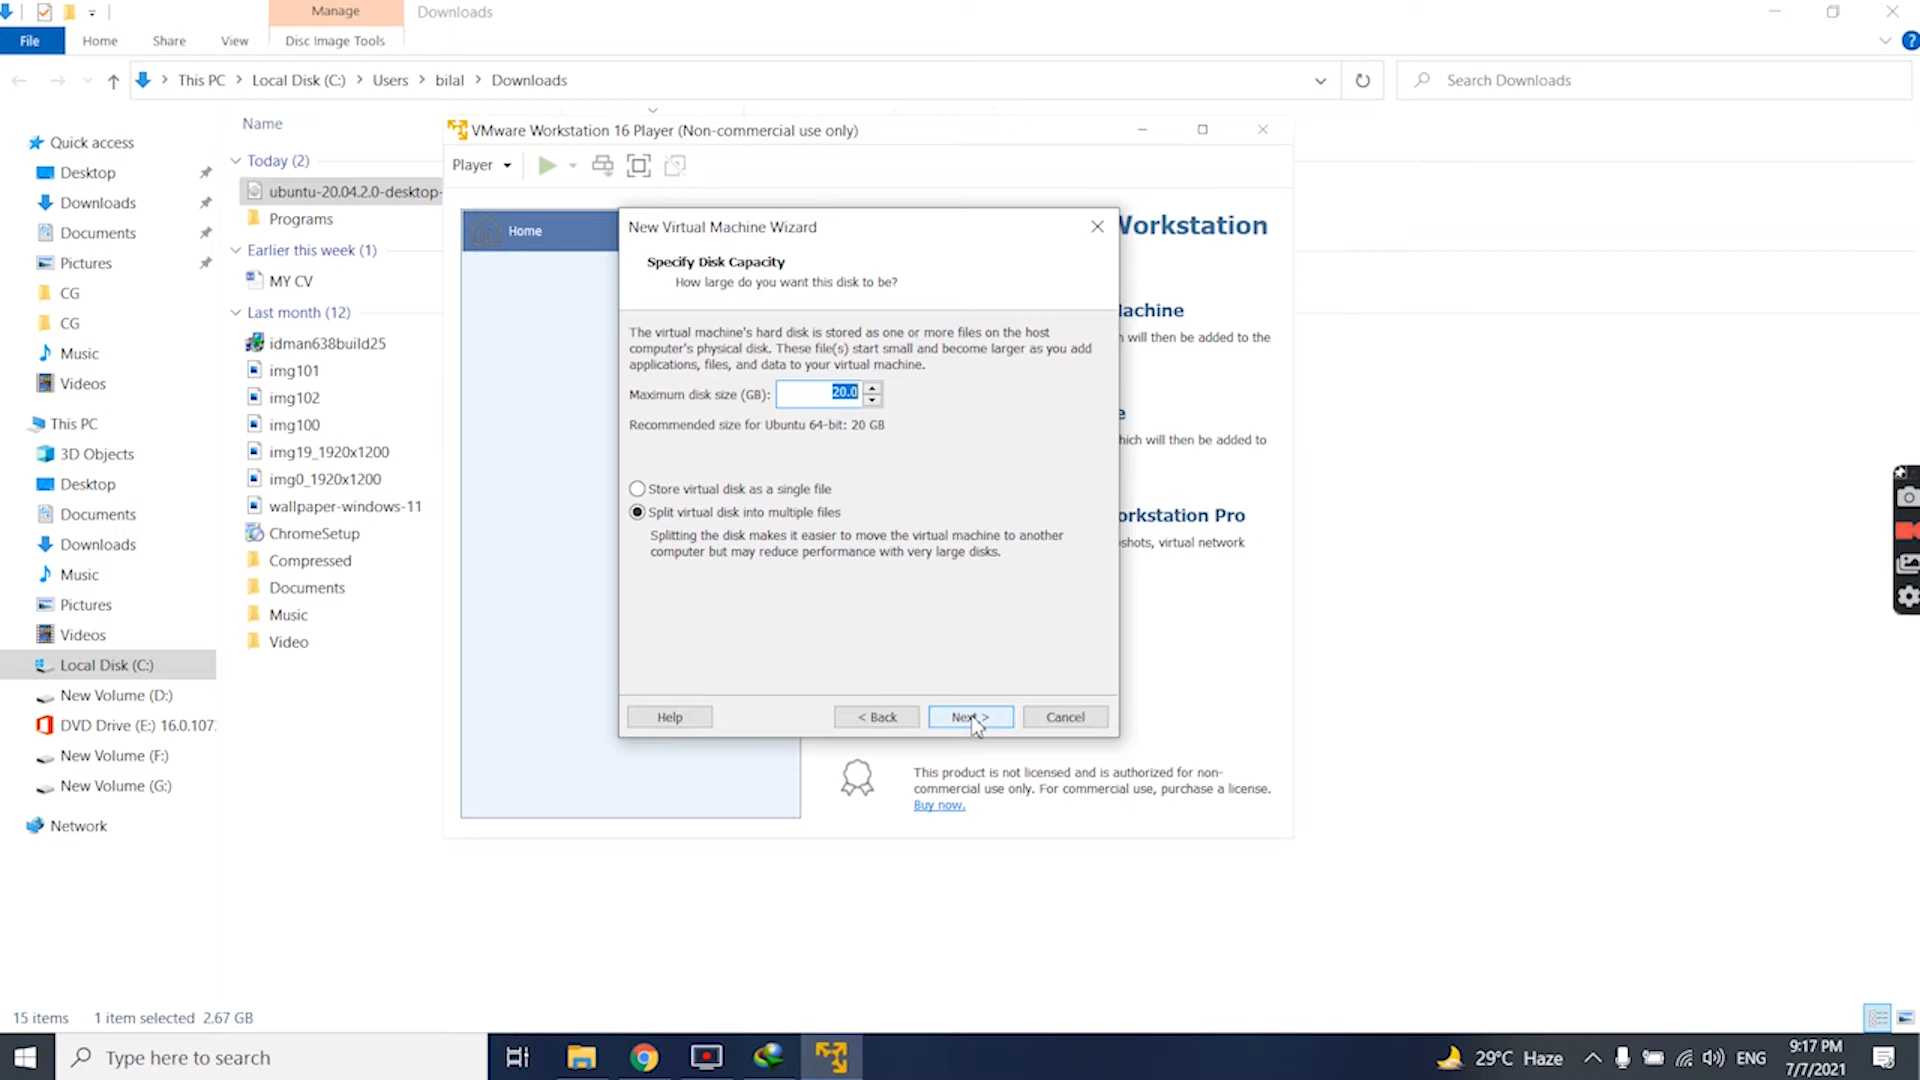 Manage
Downloads
File
Home
Share
View
Disc Image Tools
This PC
Local Disk (C:)
Users
bilal
Downloads
Search Downloads
Name
Quick access
Desktop
Downloads
Documents
Pictures
CG
CG
Music
Videos
This PC
3D Objects
Desktop
Documents
Downloads
Music
Pictures
Videos
Local Disk (C:)
New Volume (D:)
DVD Drive (E:) 16.0.107
New Volume (F:)
New Volume (G:)
Network
Today (2)
ubuntu-20.04.2.0-desktop-
Programs
Earlier this week (1)
MY CV
Last month (12)
idman638build25
img101
img102
img100
img19_1920x1200
img0_1920x1200
wallpaper-windows-11
ChromeSetup
Compressed
Documents
Music
Video
VMware Workstation 16 Player (Non-commercial use only)
Player
Home
Workstation
will then be added to the
hich will then be added to
orkstation Pro
shots, virtual network
New Virtual Machine Wizard
Specify Disk Capacity
How large do you want this disk to be?
The virtual machine's hard disk is stored as one or more files on the host
computer's physical disk. These file(s) start small and become larger as you add
applications, files, and data to your virtual machine.
Maximum disk size (GB): 20.0
Recommended size for Ubuntu 64-bit: 20 GB
Store virtual disk as a single file
Split virtual disk into multiple files
Splitting the disk makes it easier to move the virtual machine to another
computer but may reduce performance with very large disks.
Help
< Back
Next >
Cancel
This product is not licensed and is authorized for non-
commercial use only. For commercial use, purchase a license.
Buy now.
15 items
1 item selected 2.67 GB
Type here to search
29°C Haze
ENG
9:17 PM
7/7/2021